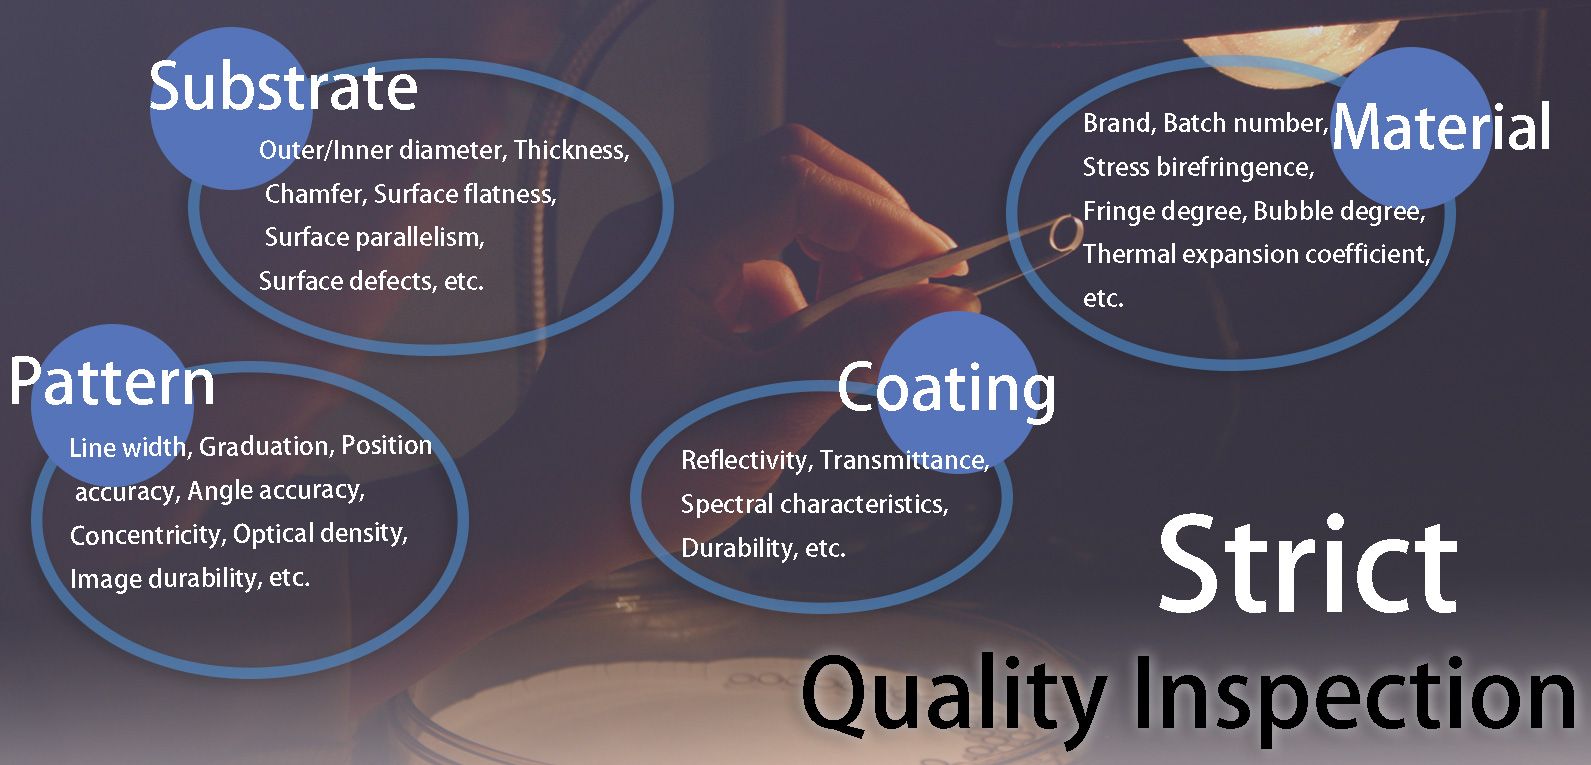 Substrate
Outer/Inner diameter, Thickness,
Chamfer, Surface flatness,
Surface parallelism,
Surface defects, etc.
Material
Brand, Batch number,
Stress birefringence,
Fringe degree, Bubble degree,
Thermal expansion coefficient,
etc.
Pattern
Line width, Graduation, Position
accuracy, Angle accuracy,
Concentricity, Optical density,
Image durability, etc.
Coating
Reflectivity, Transmittance,
Spectral characteristics,
Durability, etc.
Strict
Quality Inspection